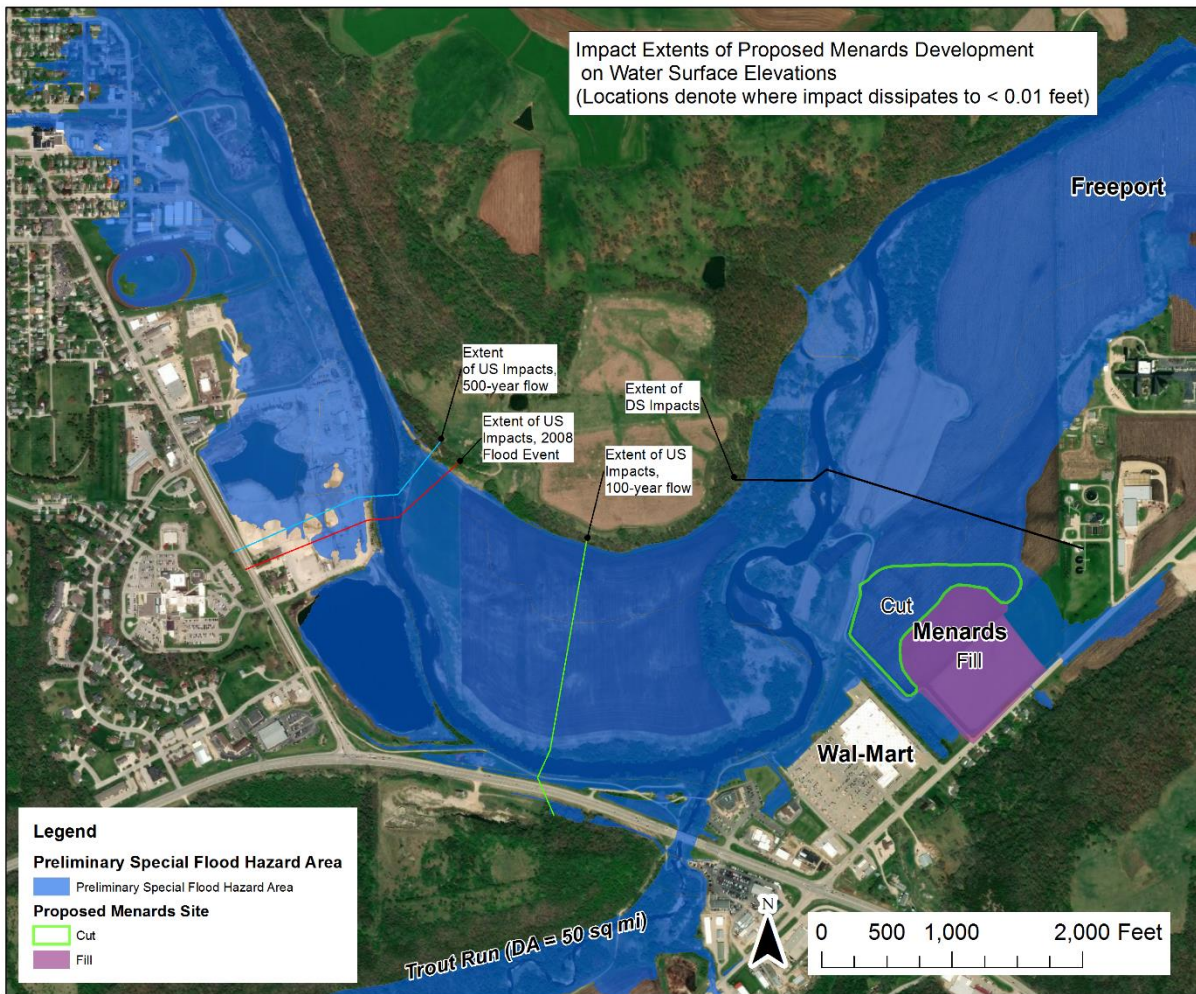 Impact Extents of Proposed Menards Development
on Water Surface Elevations
(Locations denote where impact dissipates to < 0.01 feet)
Freeport
Extent
of US Impacts,
500-year flow
Extent of US
Impacts, 2008
Flood Event
Extent of
DS Impacts
Extent of US
Impacts,
100-year flow
Cut
Menards
Fill
Wal-Mart
Legend
Preliminary Special Flood Hazard Area
Preliminary Special Flood Hazard Area
Proposed Menards Site
Cut
Fill
Trout Run (DA = 50 sq mi)
N
0 500 1,000 2,000 Feet